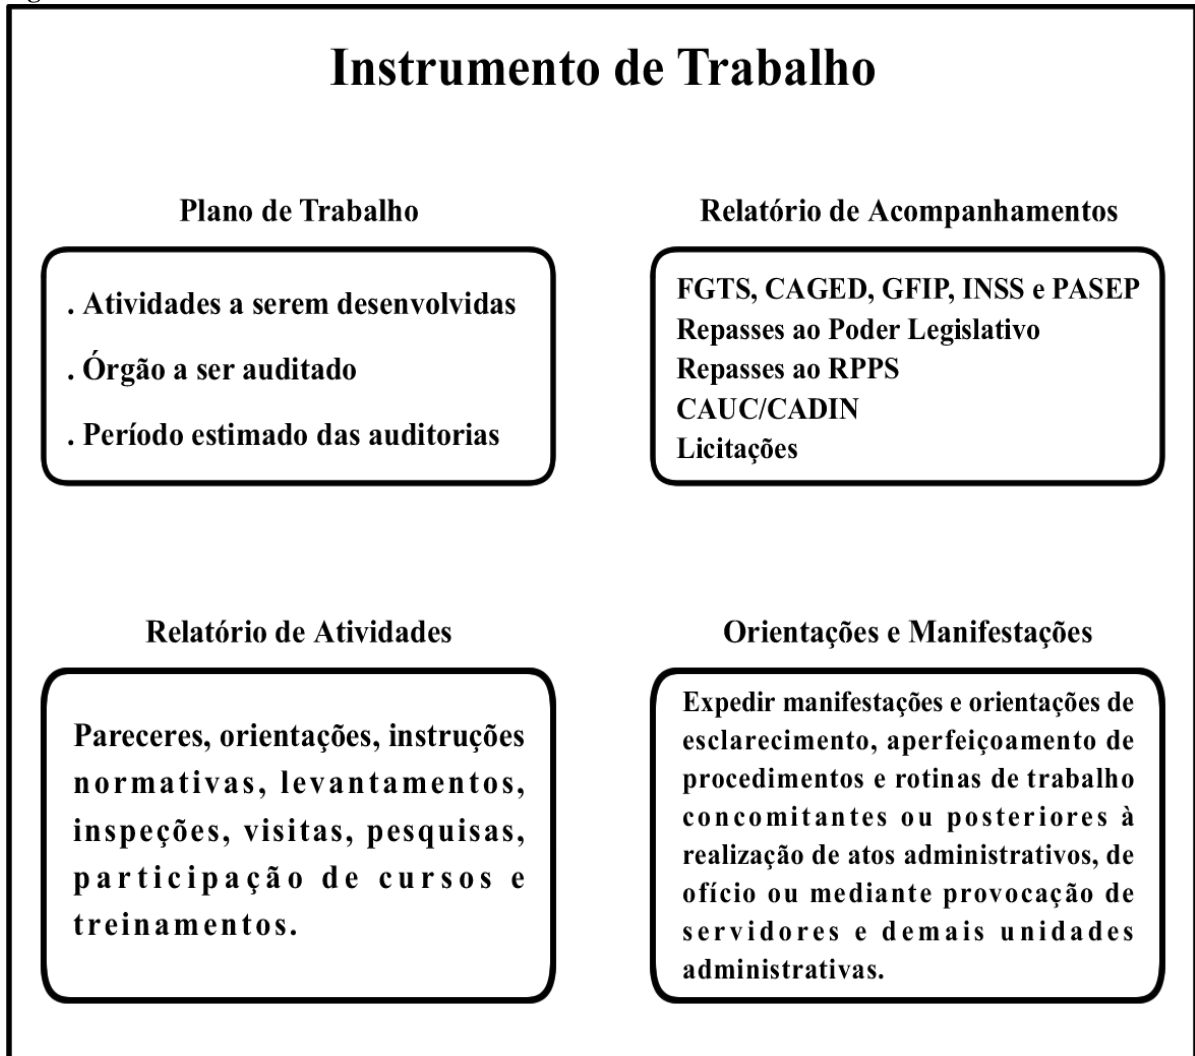 Instrumento de Trabalho
Plano de Trabalho
. Atividades a serem desenvolvidas
. Órgão a ser auditado
. Período estimado das auditorias
Relatório de Acompanhamentos
FGTS, CAGED, GFIP, INSS e PASEP
Repasses ao Poder Legislativo
Repasses ao RPPS
CAUC/CADIN
Licitações
Relatório de Atividades
Pareceres, orientações, instruções
normativas, levantamentos,
inspeções, visitas, pesquisas,
participação de cursos e
treinamentos.
Orientações e Manifestações
Expedir manifestações e orientações de
esclarecimento, aperfeiçoamento de
procedimentos e rotinas de trabalho
concomitantes ou posteriores à
realização de atos administrativos, de
ofício ou mediante provocação de
servidores e demais unidades
administrativas.